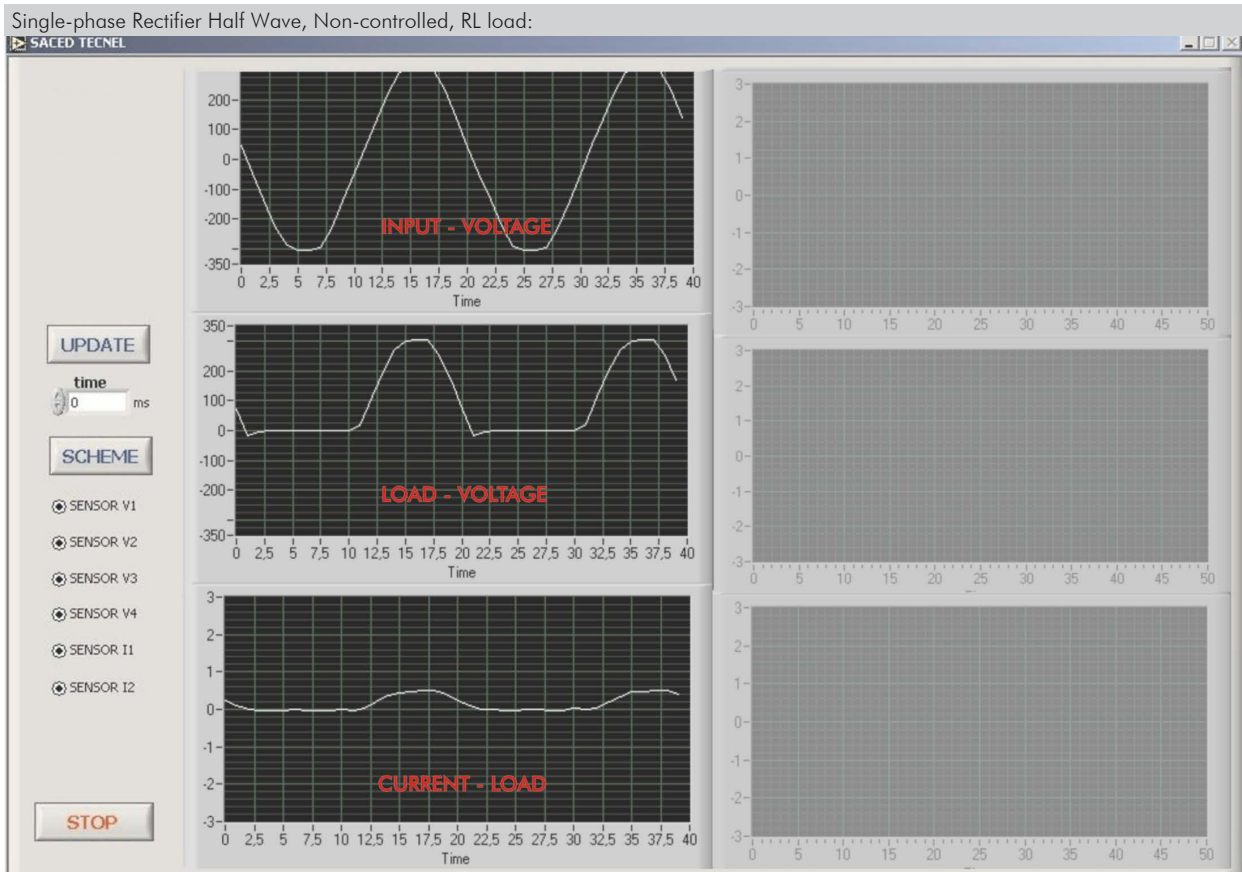 Single-phase Rectifier Half Wave, Non-controlled, RL load:
SACED TECNEL
200
100
0
-100
-200
-350
INPUT - VOLTAGE
0 2,5 5 7,5 10 12,5 15 17,5 20 22,5 25 27,5 30 32,5 35 37,5 40
Time
350
200
100
0
-100
-200
-350
LOAD - VOLTAGE
0 2,5 5 7,5 10 12,5 15 17,5 20 22,5 25 27,5 30 32,5 35 37,5 40
Time
3
2
1
0
-1
-2
-3
CURRENT - LOAD
0 2,5 5 7,5 10 12,5 15 17,5 20 22,5 25 27,5 30 32,5 35 37,5 40
Time
UPDATE
time
0 ms
SCHEME
SENSOR V1
SENSOR V2
SENSOR V3
SENSOR V4
SENSOR I1
SENSOR I2
STOP
3
2
1
0
-1
-2
-3
0 5 10 15 20 25 30 35 40 45 50
3
2
1
0
-1
-2
-3
0 5 10 15 20 25 30 35 40 45 50
3
2
1
0
-1
-2
-3
0 5 10 15 20 25 30 35 40 45 50